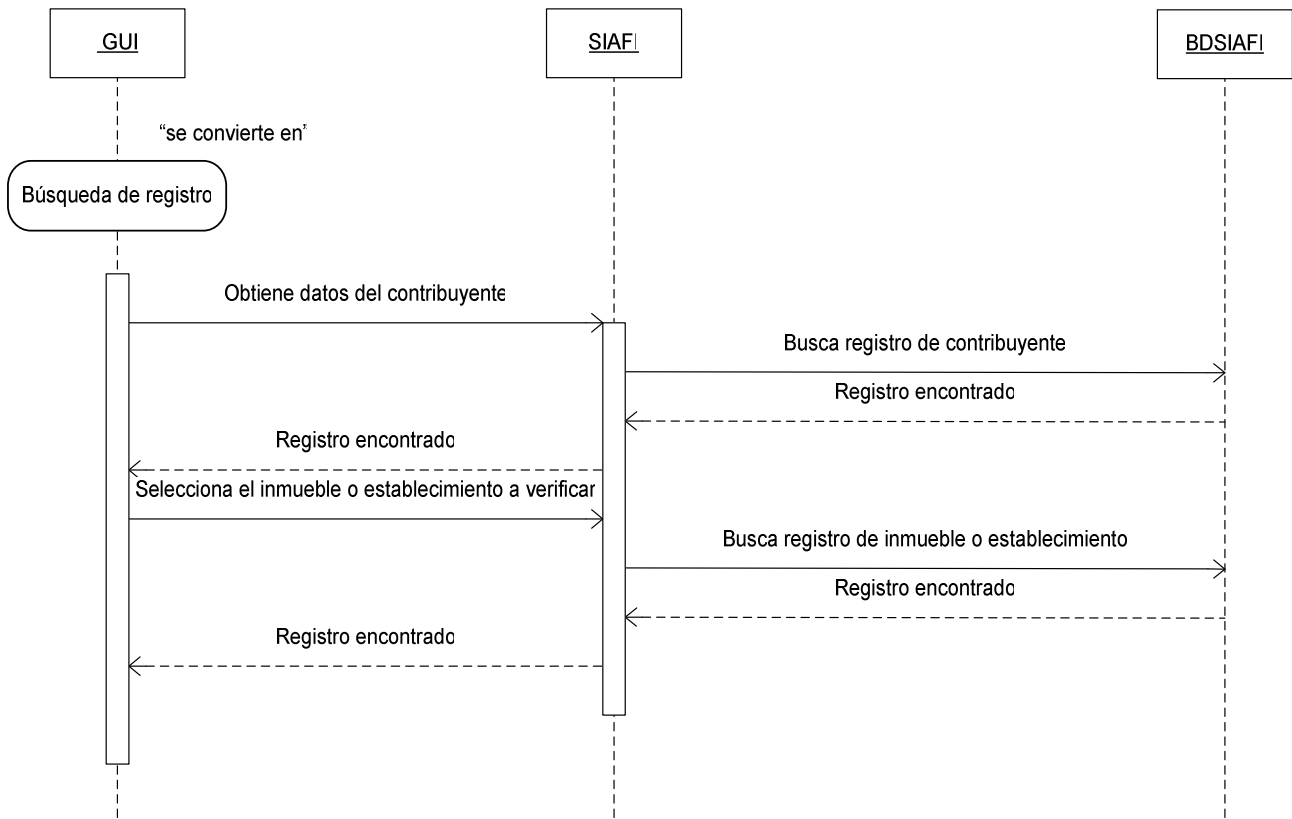 GUI
SIAFI
BDSIAFI
“se convierte en”
Búsqueda de registro
Obtiene datos del contribuyente
Busca registro de contribuyente
Registro encontrado
Registro encontrado
Selecciona el inmueble o establecimiento a verificar
Busca registro de inmueble o establecimiento
Registro encontrado
Registro encontrado